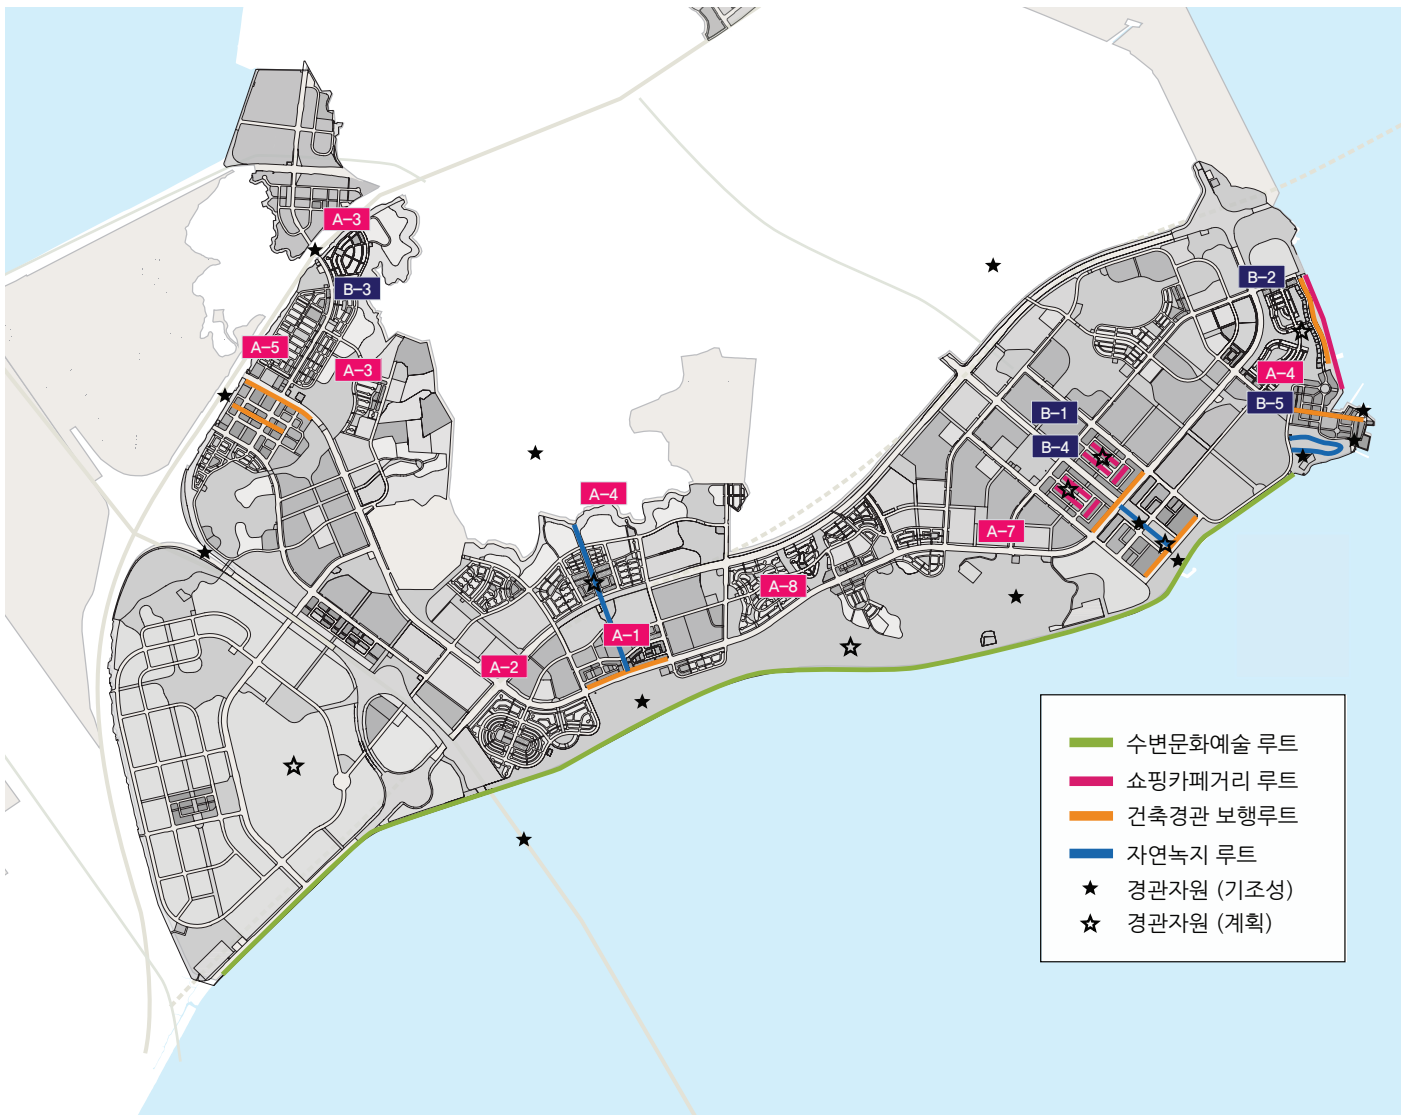 A-3
B-3
A-5
A-3
B-2
A-4
B-5
B-1
B-4
A-4
A-7
A-8
A-1
A-2
수변문화예술 루트
쇼핑카페거리 루트
건축경관 보행루트
자연녹지 루트
경관자원 (기조성)
경관자원 (계획)